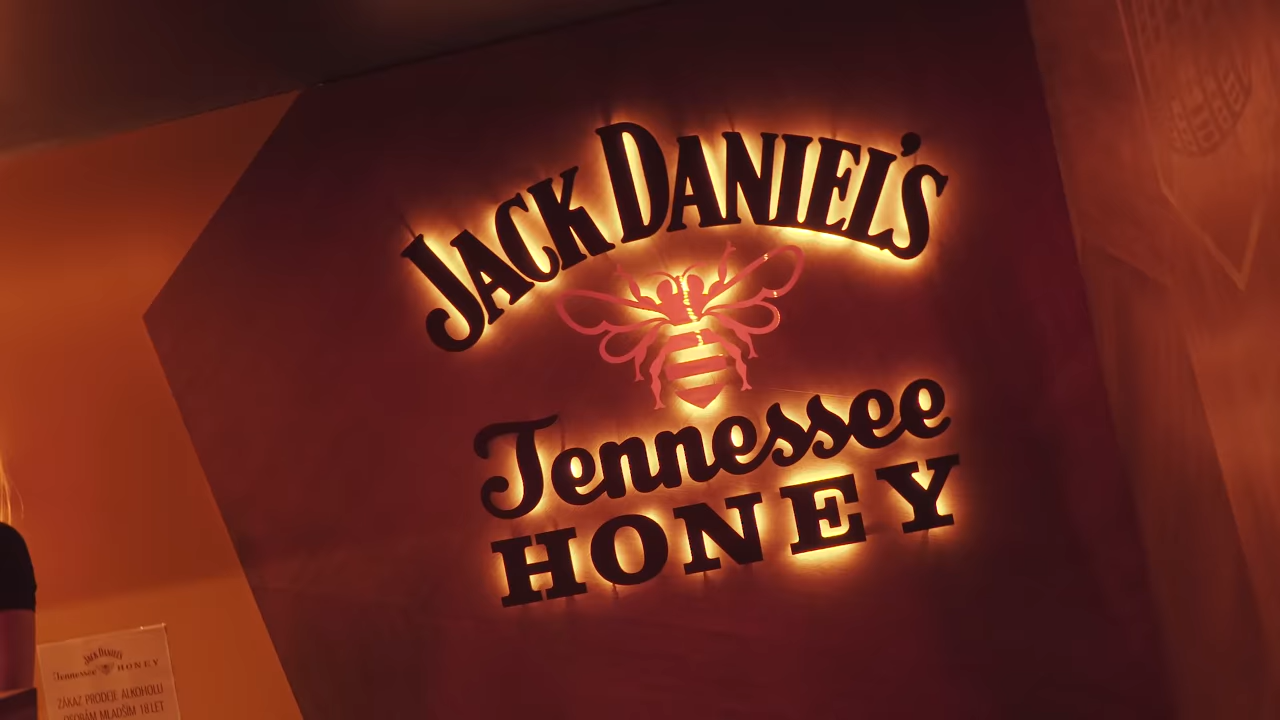 JACK DANIEL'S
Tennessee
HONEY
JACK DANIEL'S
Tennessee HONEY
ZÁKAZ PRODEJE ALKOHOLU
OSOBÁM MLADŠÍM 18 LET